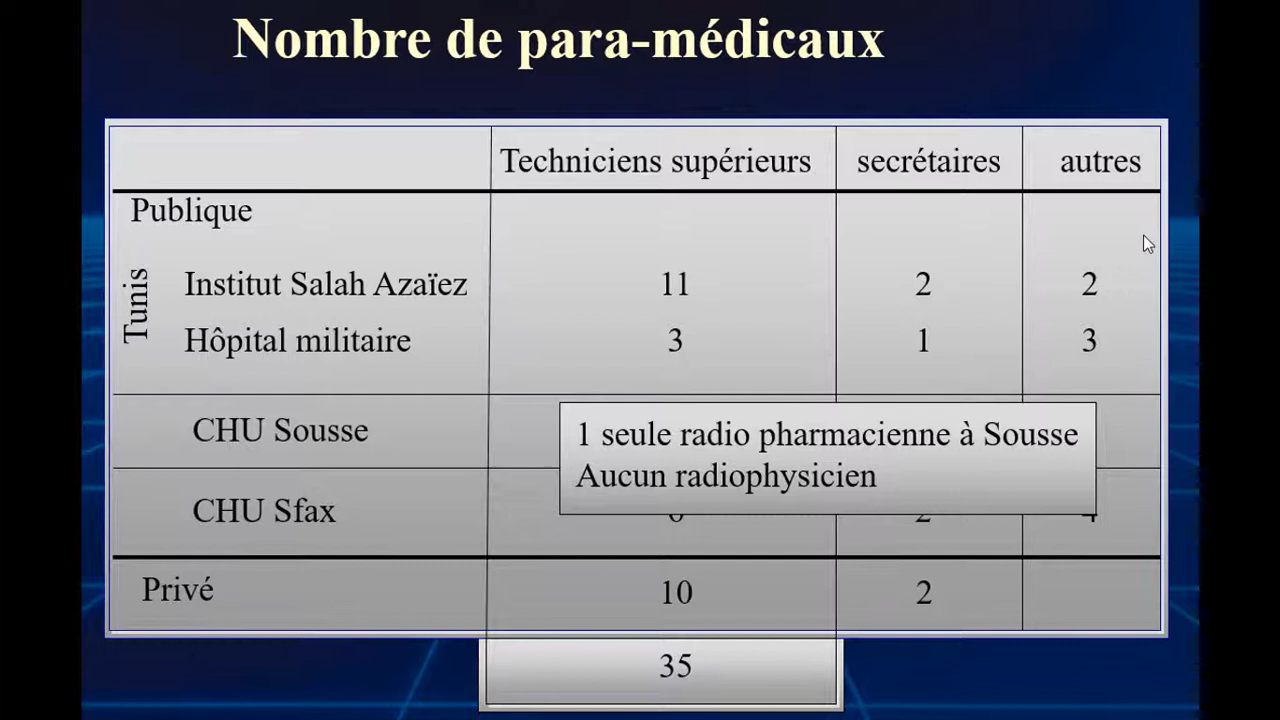 Nombre de para-médicaux
Techniciens supérieurs secrétaires autres
Publique
Tunis
Institut Salah Azaïez 11 2 2
Hôpital militaire 3 1 3
CHU Sousse
1 seule radio pharmacienne à Sousse
Aucun radiophysicien
CHU Sfax
Privé 10 2
35